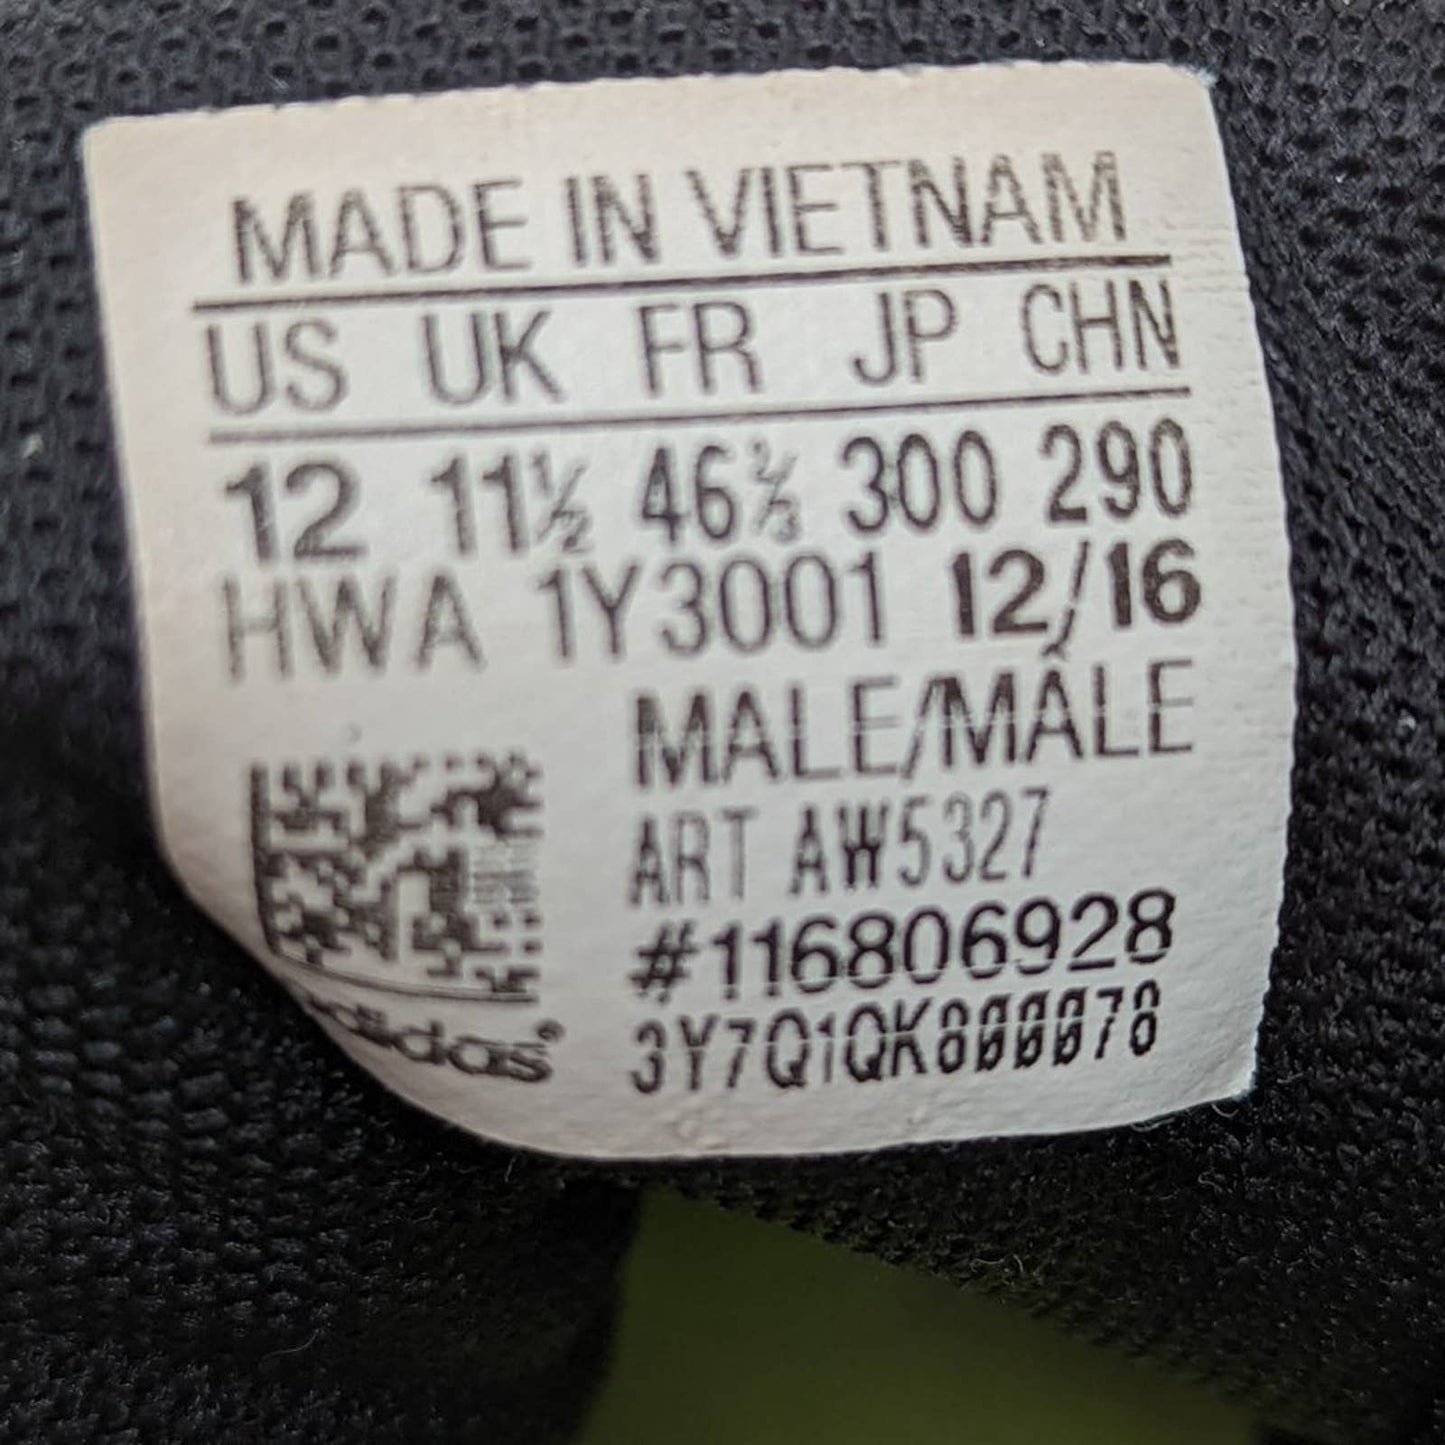 MADE IN VIETNAM
US UK FR JP CHN
12 11½ 46⅔ 300 290
HWA 1Y3001 12/16
MALE/MÂLE
ART AW5327
#116806928
3Y7Q1QK800078
adidas®